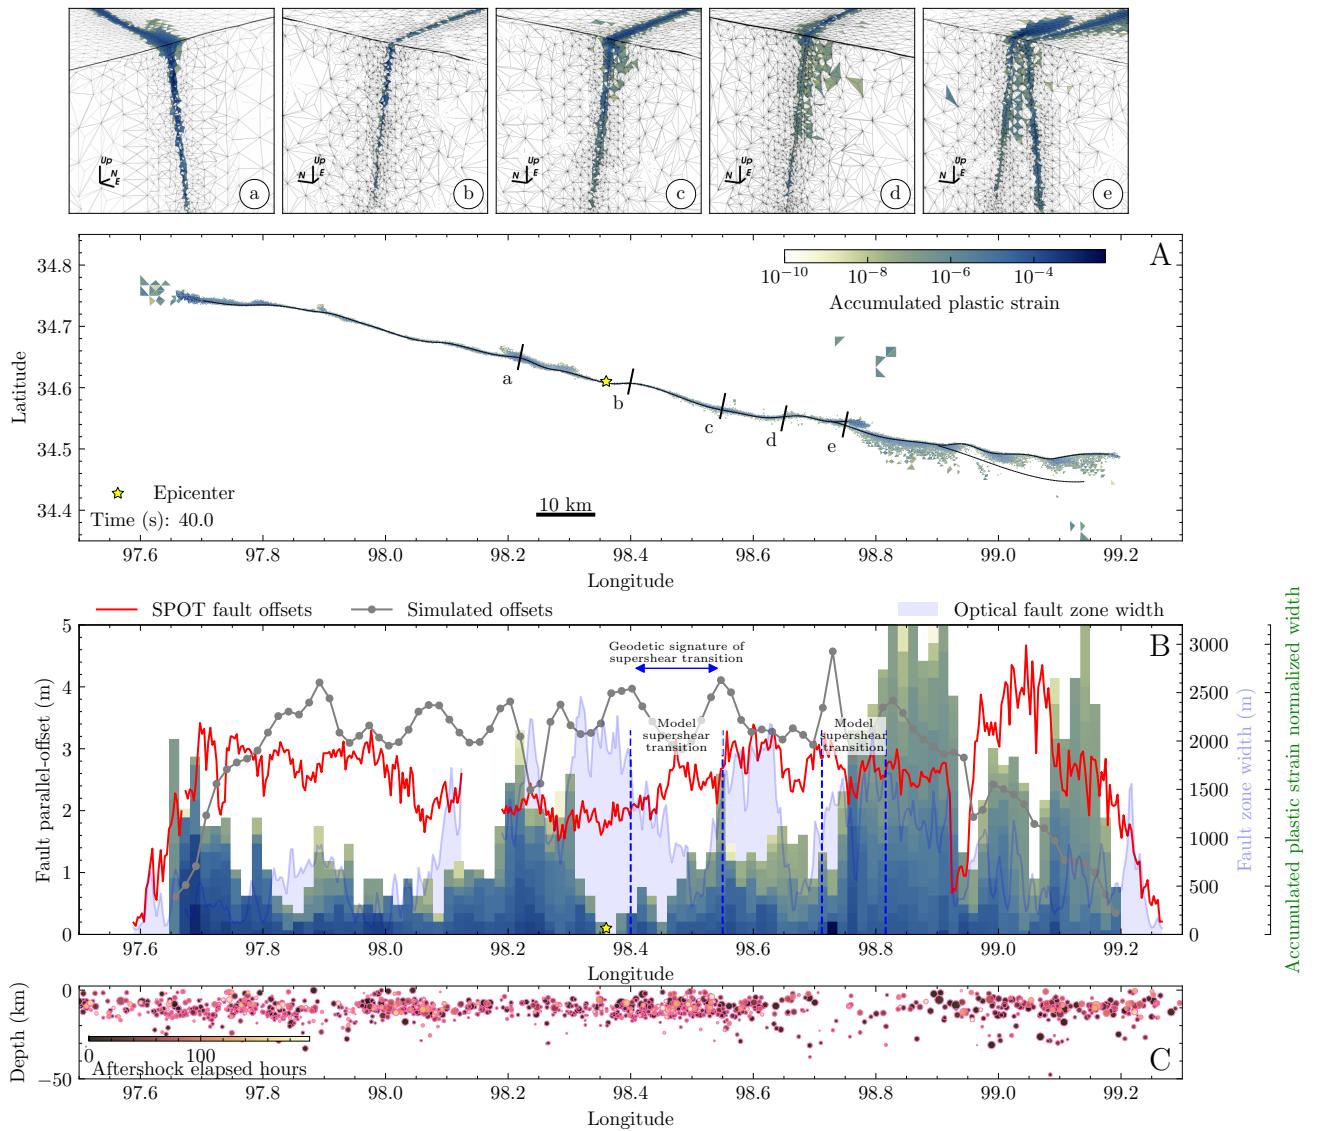 Up
N
E
a
Up
N
E
b
Up
N
E
c
Up
N
E
d
Up
N
E
e
A
34.8
34.7
34.6
34.5
34.4
Latitude
10⁻¹⁰ 10⁻⁸ 10⁻⁶ 10⁻⁴
Accumulated plastic strain
a
b
c
d
e
Epicenter
Time (s): 40.0
10 km
97.6 97.8 98.0 98.2 98.4 98.6 98.8 99.0 99.2
Longitude
SPOT fault offsets
Simulated offsets
Optical fault zone width
B
Geodetic signature of
supershear transition
Model
supershear
transition
Model
supershear
transition
5
4
3
2
1
0
Fault parallel-offset (m)
3000
2500
2000
1500
1000
500
0
Fault zone width (m)
Accumulated plastic strain normalized width
97.6 97.8 98.0 98.2 98.4 98.6 98.8 99.0 99.2
Longitude
C
0
−50
Depth (km)
0 100
Aftershock elapsed hours
97.6 97.8 98.0 98.2 98.4 98.6 98.8 99.0 99.2
Longitude